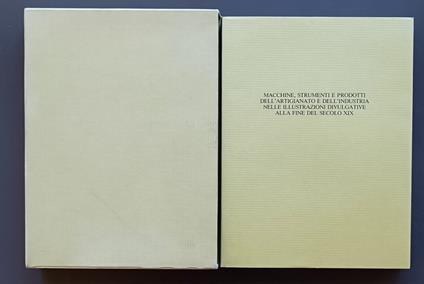 MACCHINE, STRUMENTI E PRODOTTI
DELL'ARTIGIANATO E DELL'INDUSTRIA
NELLE ILLUSTRAZIONI DIVULGATIVE
ALLA FINE DEL SECOLO XIX